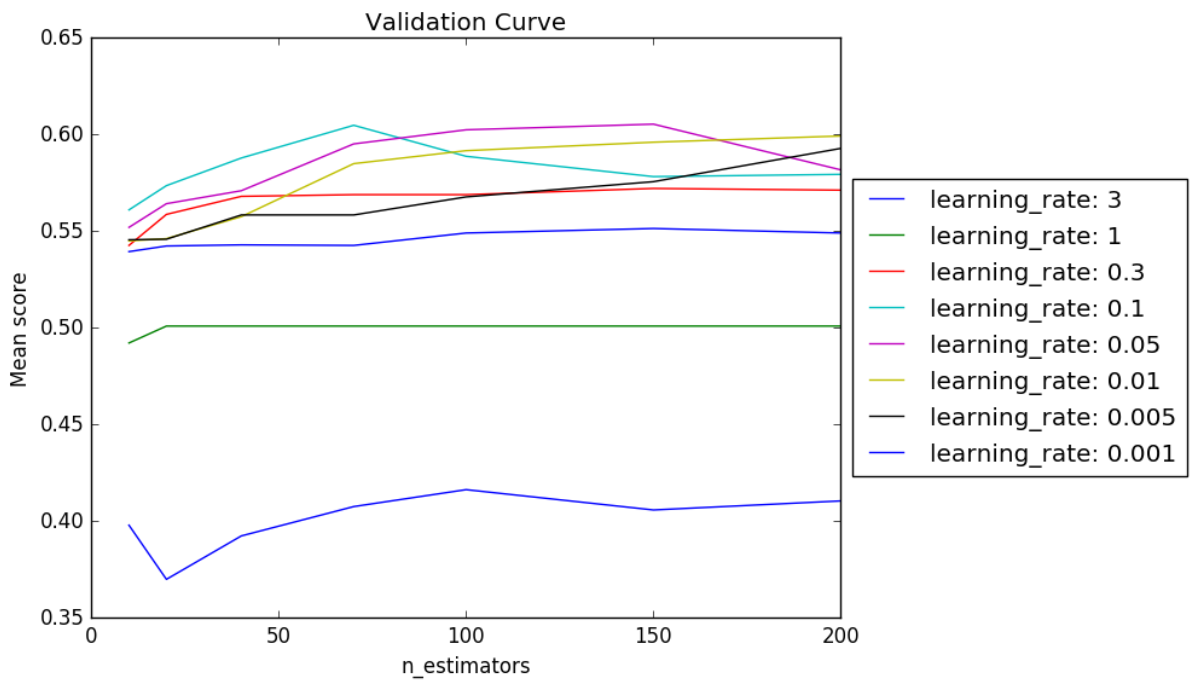 Validation Curve
0.65
0.60
0.55
0.50
0.45
0.40
0.35
Mean score
0
50
100
150
200
n_estimators
learning_rate: 3
learning_rate: 1
learning_rate: 0.3
learning_rate: 0.1
learning_rate: 0.05
learning_rate: 0.01
learning_rate: 0.005
learning_rate: 0.001